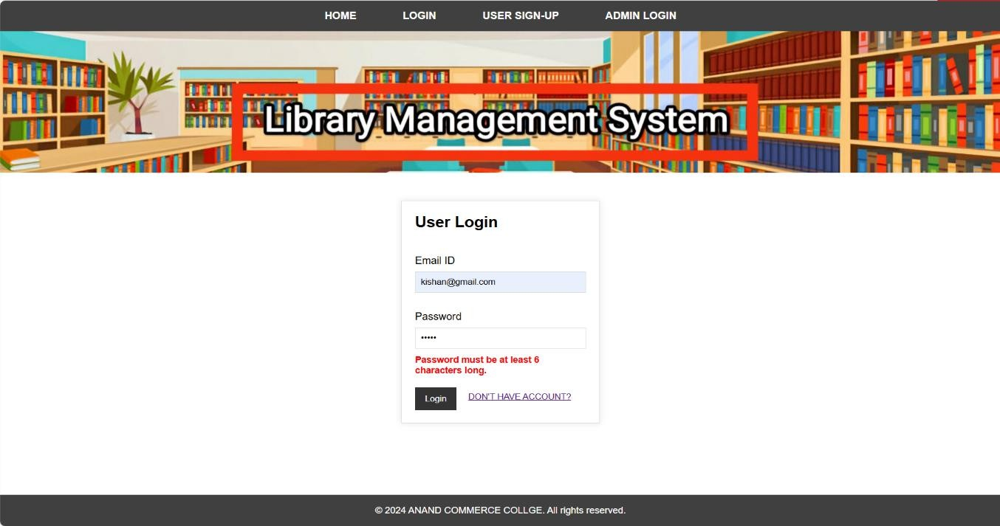 HOME LOGIN USER SIGN-UP ADMIN LOGIN
Library Management System
User Login
Email ID
kishan@gmail.com
Password
•••••
Password must be at least 6
characters long.
Login DON'T HAVE ACCOUNT?
© 2024 ANAND COMMERCE COLLGE. All rights reserved.